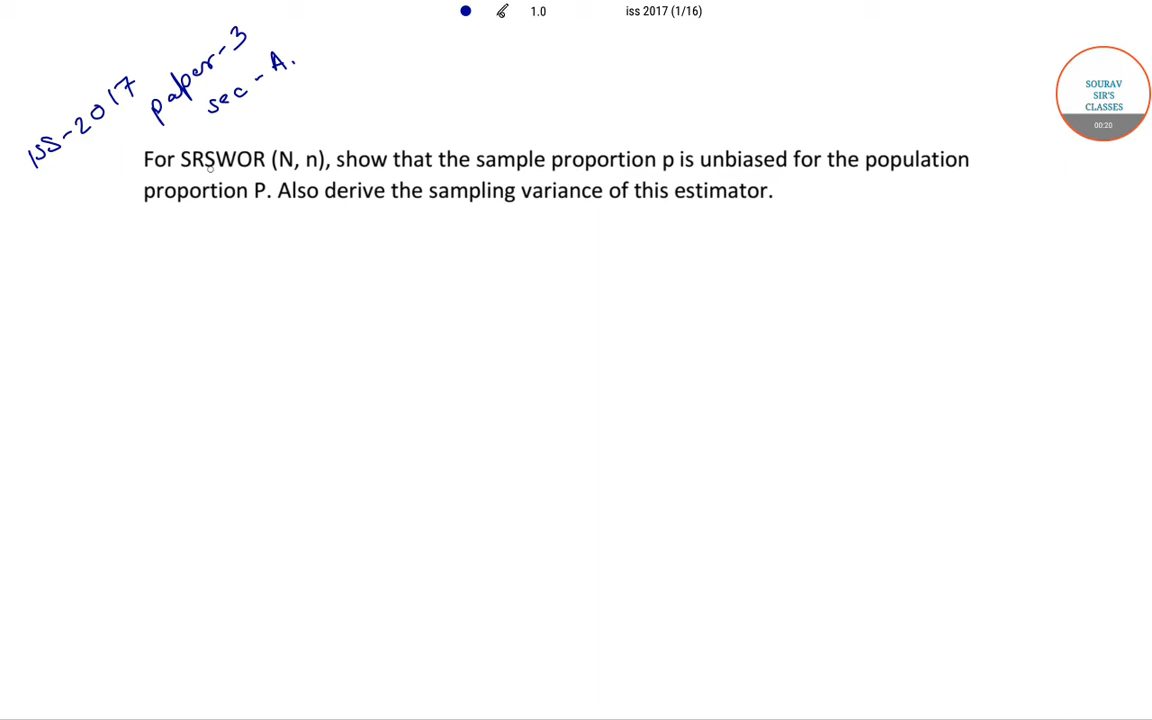 1.0
iss 2017 (1/16)
ISS-2017
paper-3
sec-A.
SOURAV
SIR'S
CLASSES
00:20
For SRSWOR (N, n), show that the sample proportion p is unbiased for the population
proportion P. Also derive the sampling variance of this estimator.